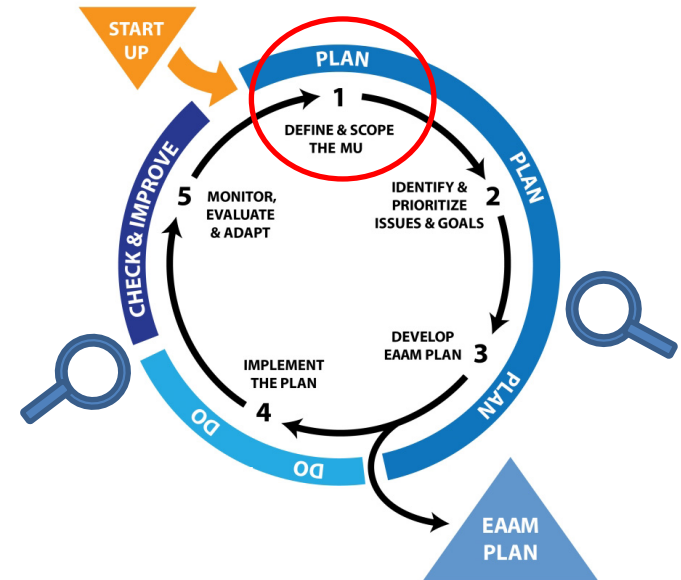 START
UP
PLAN
1
DEFINE & SCOPE
THE MU
PLAN
2
IDENTIFY &
PRIORITIZE
ISSUES & GOALS
DEVELOP
EAAM PLAN
3
PLAN
IMPLEMENT
THE PLAN
4
DO
DO
5
MONITOR,
EVALUATE
& ADAPT
CHECK & IMPROVE
EAAM
PLAN